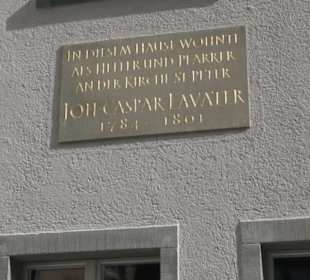 IN DIESEM HAUSE WOHNTE
ALS HELFER UND PFARRER
AN DER KIRCHE ST. PETER
JOH. CASPAR LAVATER
1784 - 1801